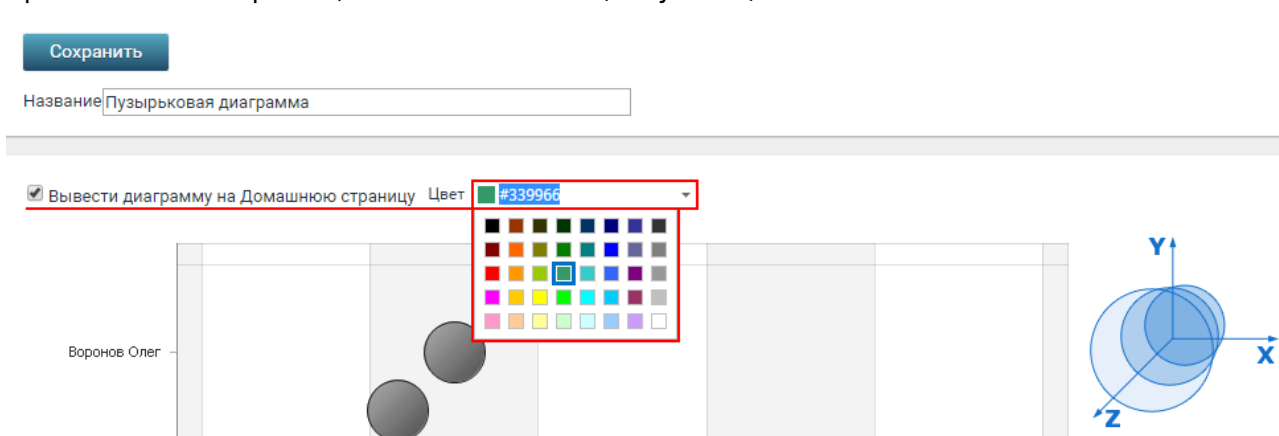 Сохранить
Название Пузырьковая диаграмма
Вывести диаграмму на Домашнюю страницу Цвет #339966
Y
Воронов Олег
X
Z